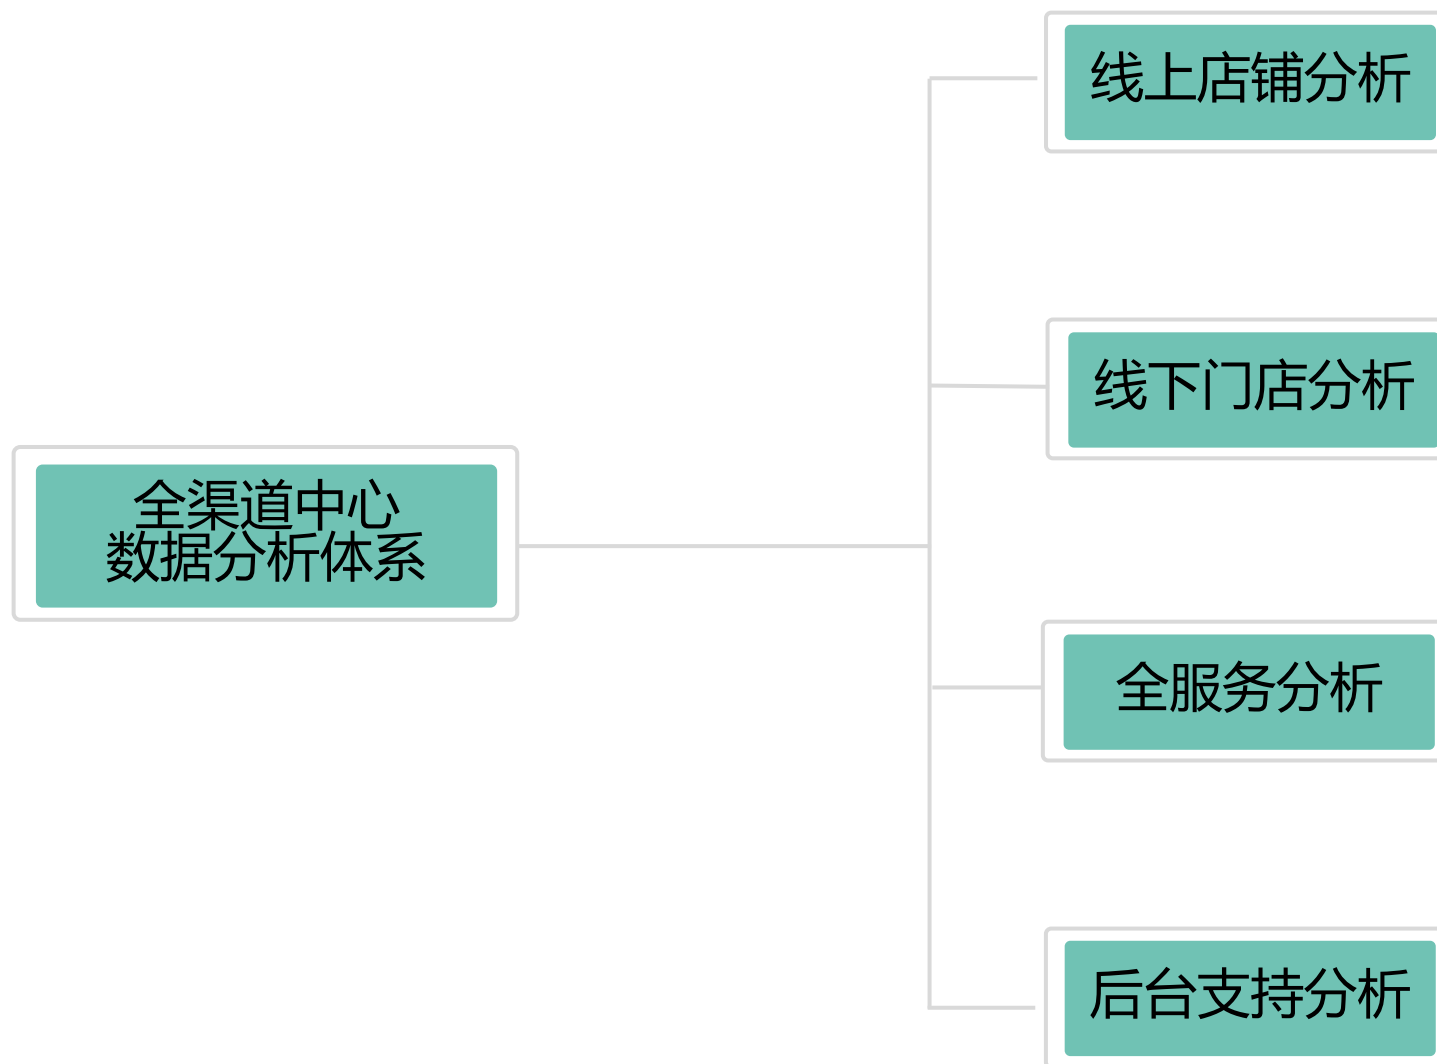 线上店铺分析
线下门店分析
全渠道中心
数据分析体系
全服务分析
后台支持分析